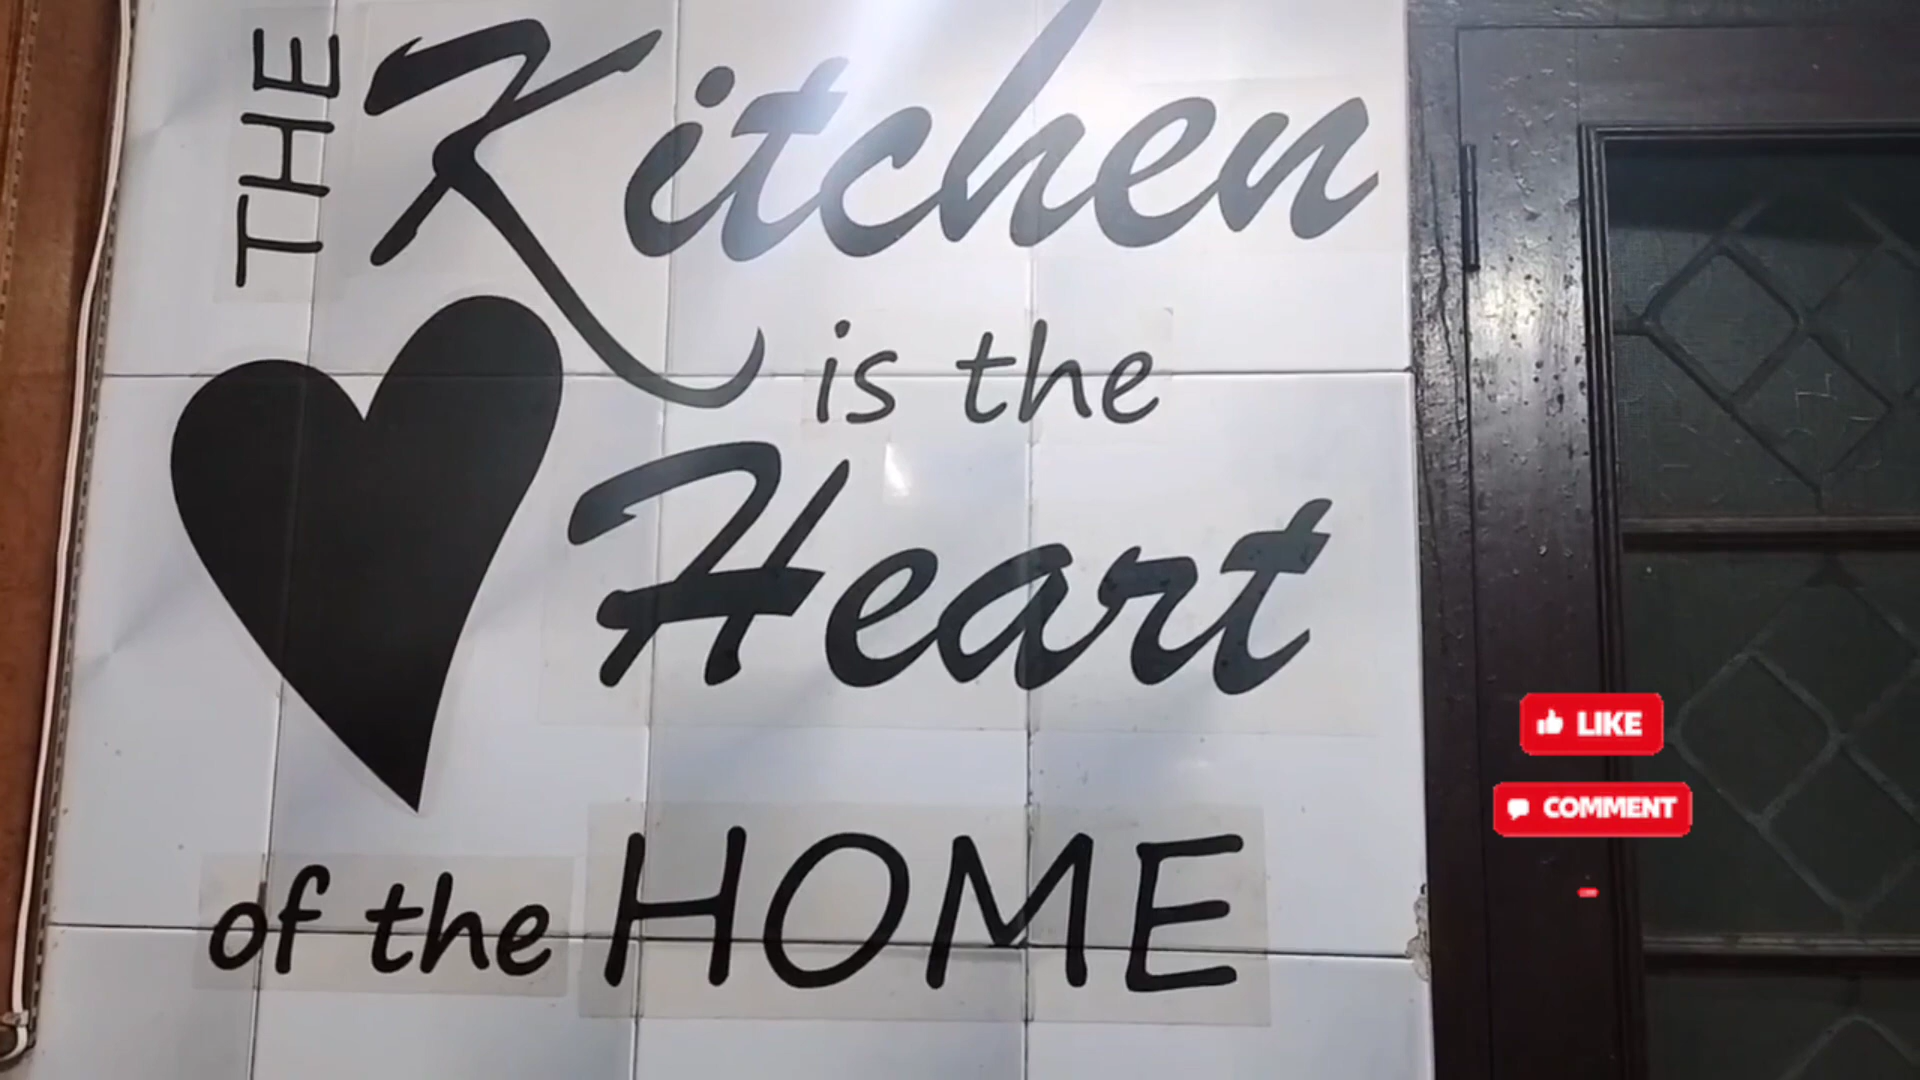 THE Kitchen
is the
Heart
of the HOME
LIKE
COMMENT